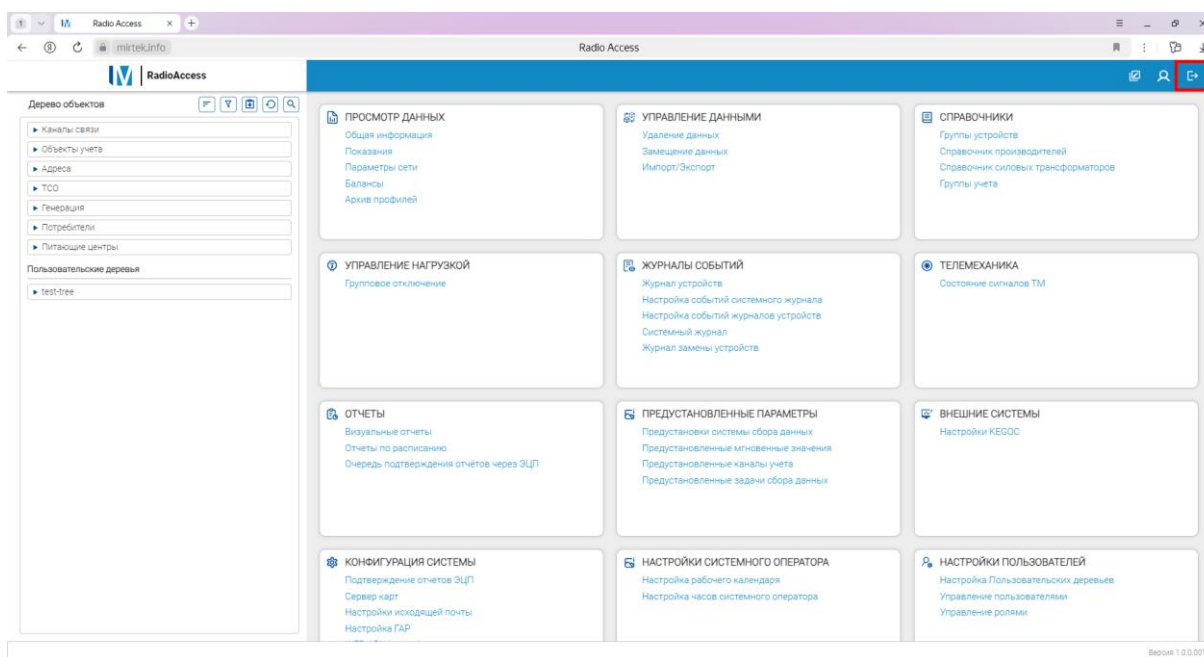 1
Radio Access
mirtek.info
Radio Access
RadioAccess
Дерево объектов
Каналы связи
Объекты учета
Адреса
ТСО
Генерация
Потребители
Питающие центры
Пользовательские деревья
test-tree
ПРОСМОТР ДАННЫХ
Общая информация
Показания
Параметры сети
Балансы
Архив профилей
УПРАВЛЕНИЕ ДАННЫМИ
Удаление данных
Замещение данных
Импорт/Экспорт
СПРАВОЧНИКИ
Группы устройств
Справочник производителей
Справочник силовых трансформаторов
Группы учета
УПРАВЛЕНИЕ НАГРУЗКОЙ
Групповое отключение
ЖУРНАЛЫ СОБЫТИЙ
Журнал устройств
Настройка событий системного журнала
Настройка событий журналов устройств
Системный журнал
Журнал замены устройств
ТЕЛЕМЕХАНИКА
Состояние сигналов ТМ
ОТЧЕТЫ
Визуальные отчеты
Отчеты по расписанию
Очередь подтверждения отчётов через ЭЦП
ПРЕДУСТАНОВЛЕННЫЕ ПАРАМЕТРЫ
Предустановки системы сбора данных
Предустановленные мгновенные значения
Предустановленные каналы учета
Предустановленные задачи сбора данных
ВНЕШНИЕ СИСТЕМЫ
Настройки KEGOC
КОНФИГУРАЦИЯ СИСТЕМЫ
Подтверждение отчетов ЭЦП
Сервер карт
Настройки исходящей почты
Настройка ГАР
НАСТРОЙКИ СИСТЕМНОГО ОПЕРАТОРА
Настройка рабочего календаря
Настройка часов системного оператора
НАСТРОЙКИ ПОЛЬЗОВАТЕЛЕЙ
Настройка Пользовательских деревьев
Управление пользователями
Управление ролями
Версия 1.0.0.00